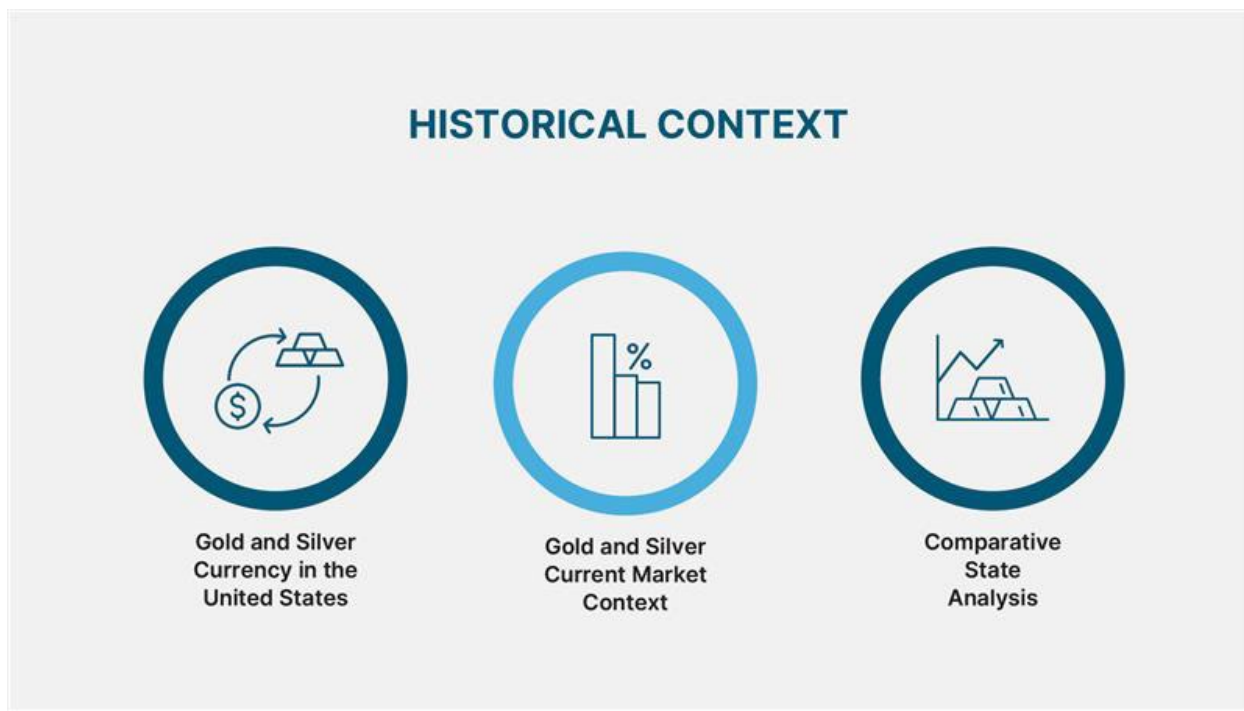 HISTORICAL CONTEXT
$
%
Gold and Silver
Currency in the
United States
Gold and Silver
Current Market
Context
Comparative
State
Analysis